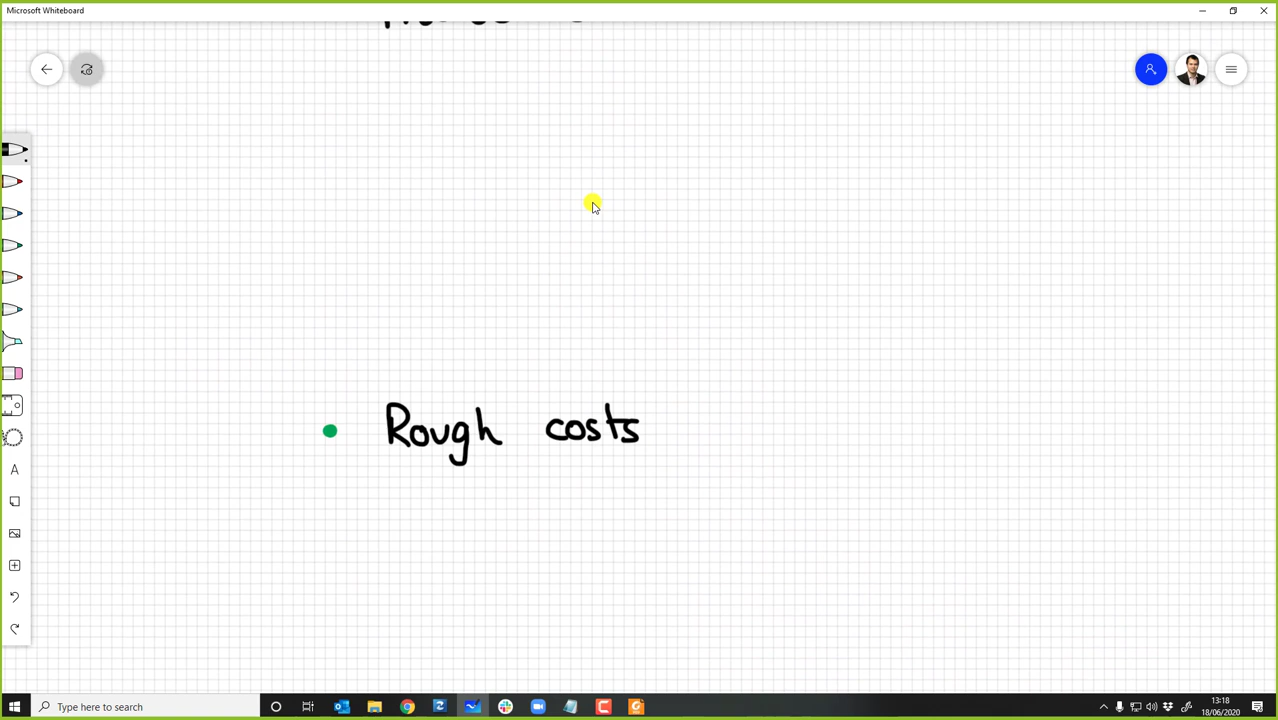 Microsoft Whiteboard
A
Rough costs
Type here to search
13:18
18/06/2020